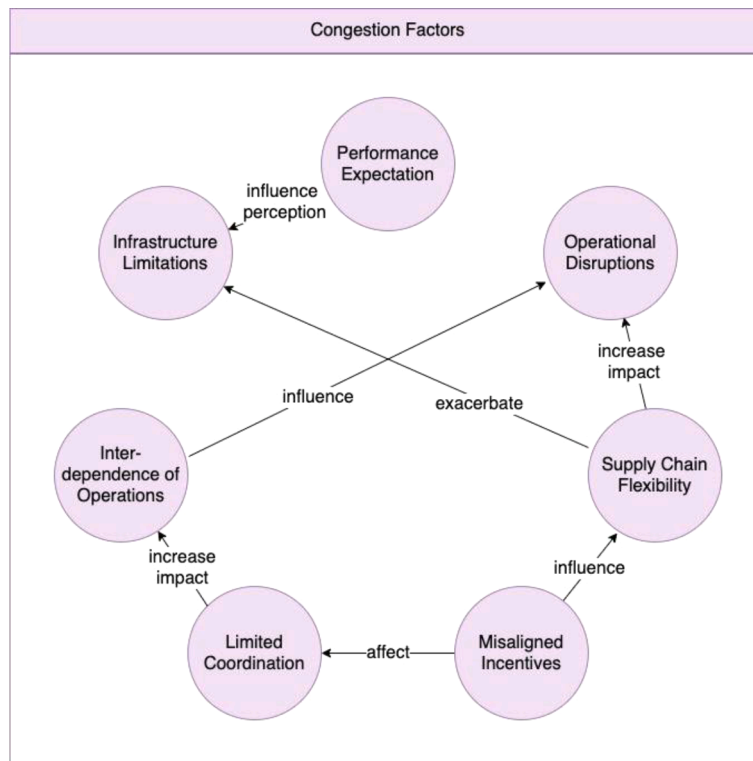 Congestion Factors
Performance
Expectation
influence
perception
Infrastructure
Limitations
Operational
Disruptions
increase
impact
influence
exacerbate
Inter-
dependence of
Operations
Supply Chain
Flexibility
increase
impact
influence
Limited
Coordination
affect
Misaligned
Incentives